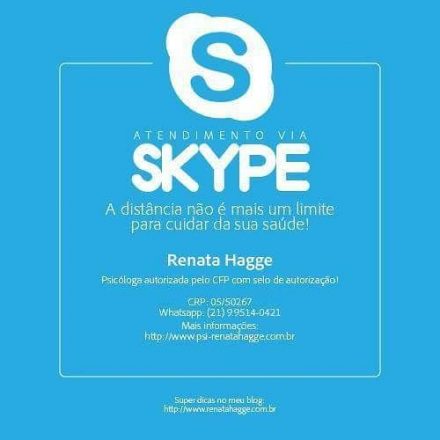 S
ATENDIMENTO VIA
SKYPE
A distância não é mais um limite
para cuidar da sua saúde!
Renata Hagge
Psicóloga autorizada pelo CFP com selo de autorização!
CRP: 05/50267
Whatsapp: (21) 9.9514-0421
Mais informações:
http://www.psi-renatahagge.com.br
Super dicas no meu blog:
http://www.renatahagge.com.br